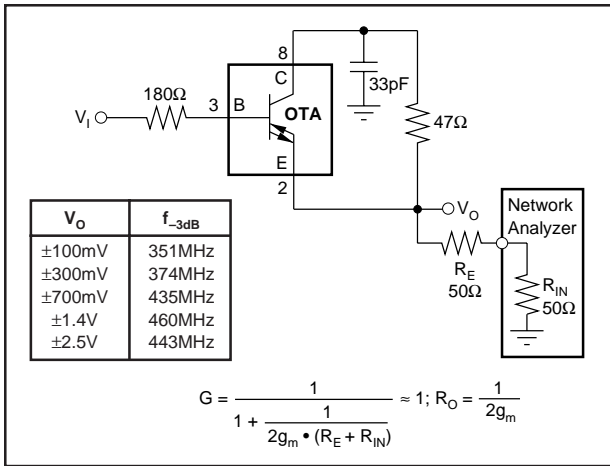 8
C
33pF
180Ω
3
B
OTA
V_I
47Ω
E
2
V_O
Network
Analyzer
R_E
50Ω
R_IN
50Ω
V_O f_–3dB
±100mV 351MHz
±300mV 374MHz
±700mV 435MHz
±1.4V 460MHz
±2.5V 443MHz
G = 1 / (1 + 1 / (2g_m • (R_E + R_IN))) ≈ 1; R_O = 1 / 2g_m